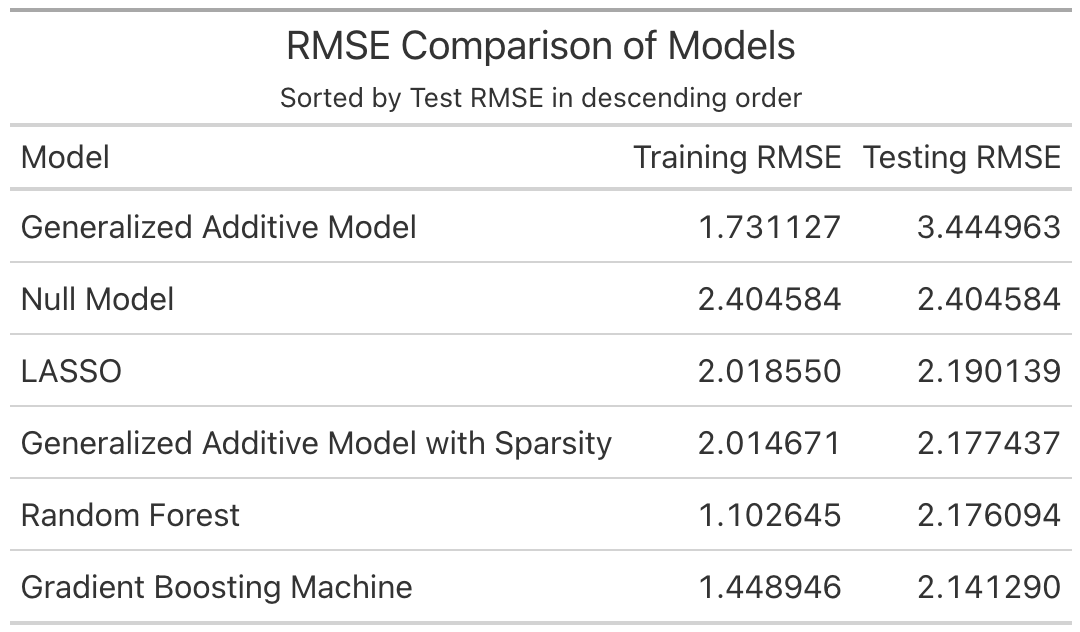 RMSE Comparison of Models
Sorted by Test RMSE in descending order
Model Training RMSE Testing RMSE
Generalized Additive Model 1.731127 3.444963
Null Model 2.404584 2.404584
LASSO 2.018550 2.190139
Generalized Additive Model with Sparsity 2.014671 2.177437
Random Forest 1.102645 2.176094
Gradient Boosting Machine 1.448946 2.141290